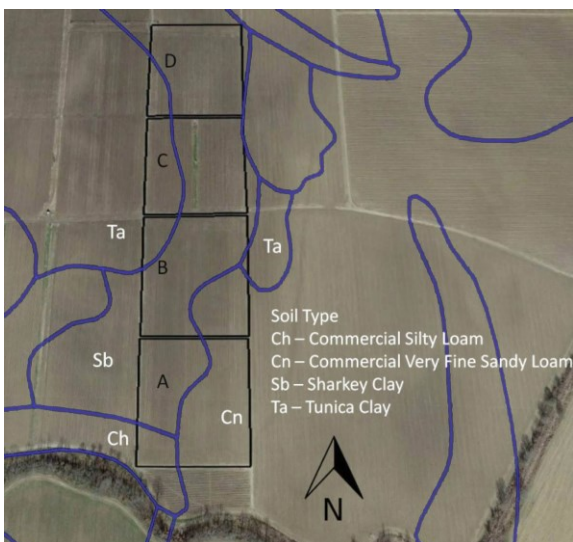 D
C
Ta
Ta
B
Soil Type
Ch – Commercial Silty Loam
Cn – Commercial Very Fine Sandy Loam
Sb – Sharkey Clay
Ta – Tunica Clay
Sb
A
Cn
Ch
N